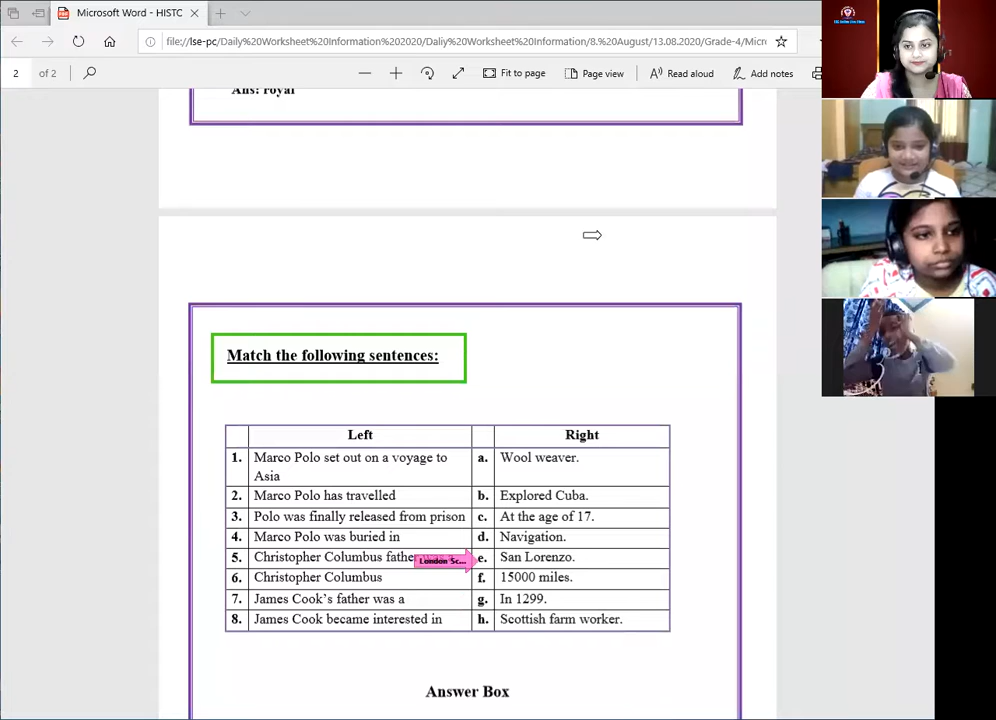 Microsoft Word - HISTC
file://lse-pc/Daily%20Worksheet%20Information%202020/Daliy%20Worksheet%20Information/8.%20August/13.08.2020/Grade-4/Micro
2 of 2
Fit to page
Page view
Read aloud
Add notes
Ans: Foyal
Match the following sentences:
Left Right
1. Marco Polo set out on a voyage to a. Wool weaver.
Asia
2. Marco Polo has travelled b. Explored Cuba.
3. Polo was finally released from prison c. At the age of 17.
4. Marco Polo was buried in d. Navigation.
5. Christopher Columbus fathe e. San Lorenzo.
London Sc...
6. Christopher Columbus f. 15000 miles.
7. James Cook's father was a g. In 1299.
8. James Cook became interested in h. Scottish farm worker.
Answer Box